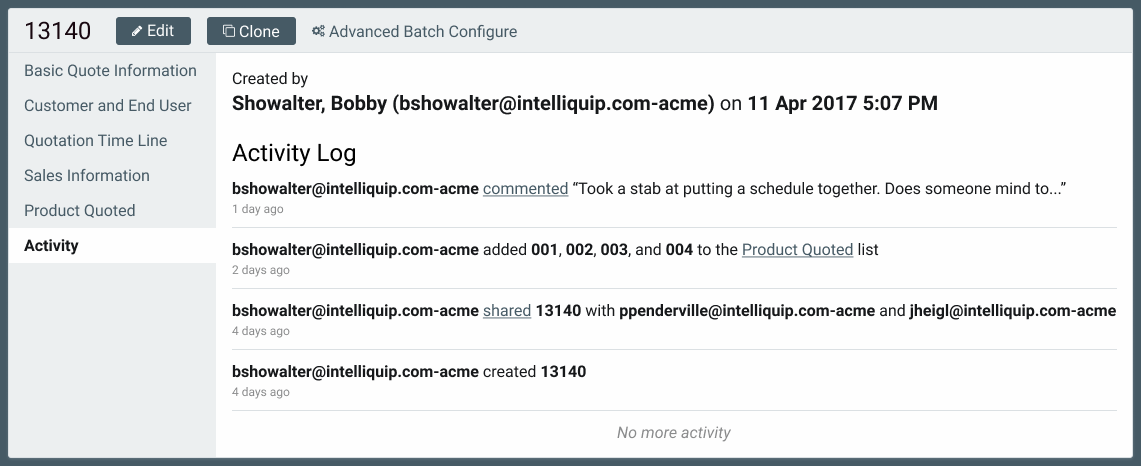 13140 Edit Clone Advanced Batch Configure
Basic Quote Information
Customer and End User
Quotation Time Line
Sales Information
Product Quoted
Activity
Created by
Showalter, Bobby (bshowalter@intelliquip.com-acme) on 11 Apr 2017 5:07 PM
Activity Log
bshowalter@intelliquip.com-acme commented “Took a stab at putting a schedule together. Does someone mind to...”
1 day ago
bshowalter@intelliquip.com-acme added 001, 002, 003, and 004 to the Product Quoted list
2 days ago
bshowalter@intelliquip.com-acme shared 13140 with ppenderville@intelliquip.com-acme and jheigl@intelliquip.com-acme
4 days ago
bshowalter@intelliquip.com-acme created 13140
4 days ago
No more activity